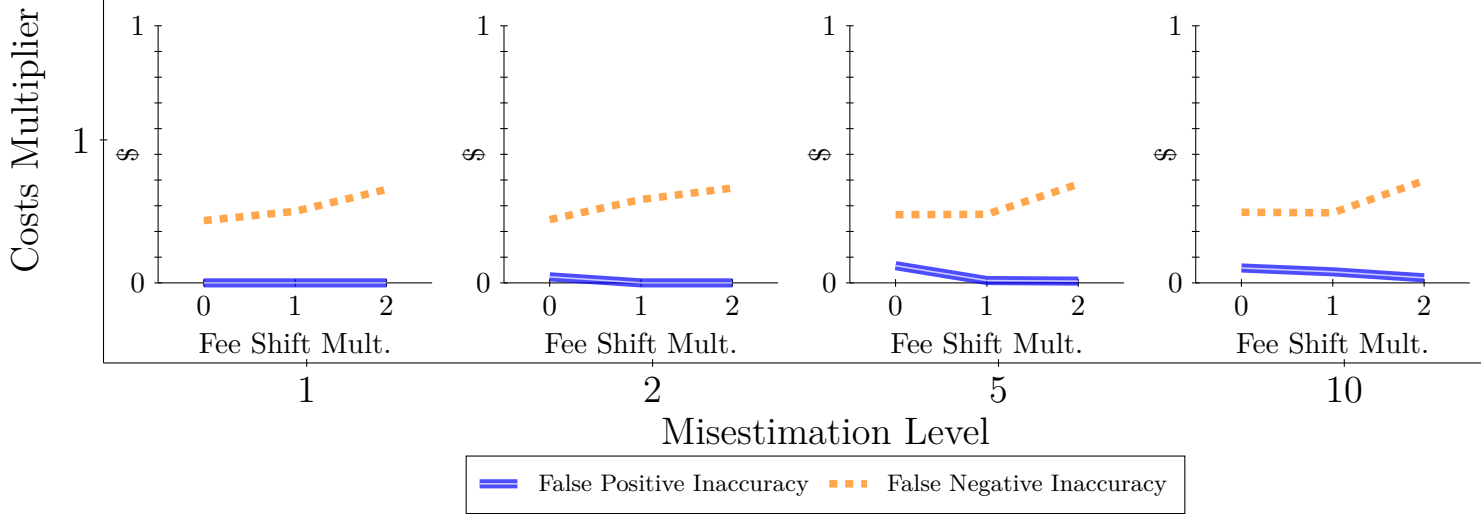 Costs Multiplier
1
1
$
0
0 1 2
Fee Shift Mult.
1
$
0
0 1 2
Fee Shift Mult.
1
$
0
0 1 2
Fee Shift Mult.
1
$
0
0 1 2
Fee Shift Mult.
1 2 5 10
Misestimation Level
False Positive Inaccuracy False Negative Inaccuracy